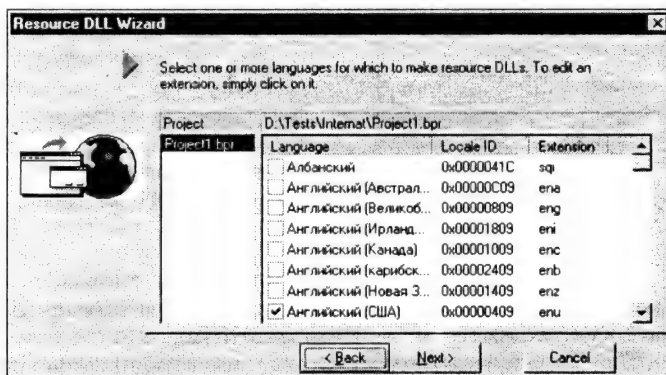 Resource DLL Wizard
Select one or more languages for which to make resource DLLs. To edit an
extension, simply click on it.
Project
D:\Tests\Internat\Project1.bpr
Project1.bpr
Language Locale ID Extension
Албанский 0x0000041C sqi
Английский (Австрал... 0x00000C09 ena
Английский (Великоб... 0x00000809 eng
Английский (Ирланд... 0x00001809 eni
Английский (Канада) 0x00001009 enc
Английский (карибск... 0x00002409 enb
Английский (Новая З... 0x00001409 enz
Английский (США) 0x00000409 enu
< Back Next > Cancel